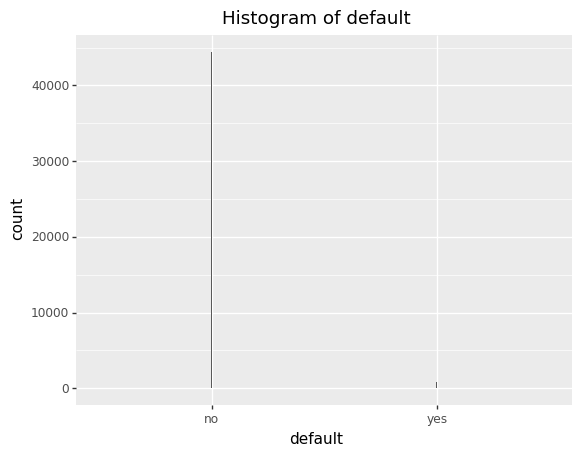 Histogram of default
count
40000
30000
20000
10000
0
no yes
default